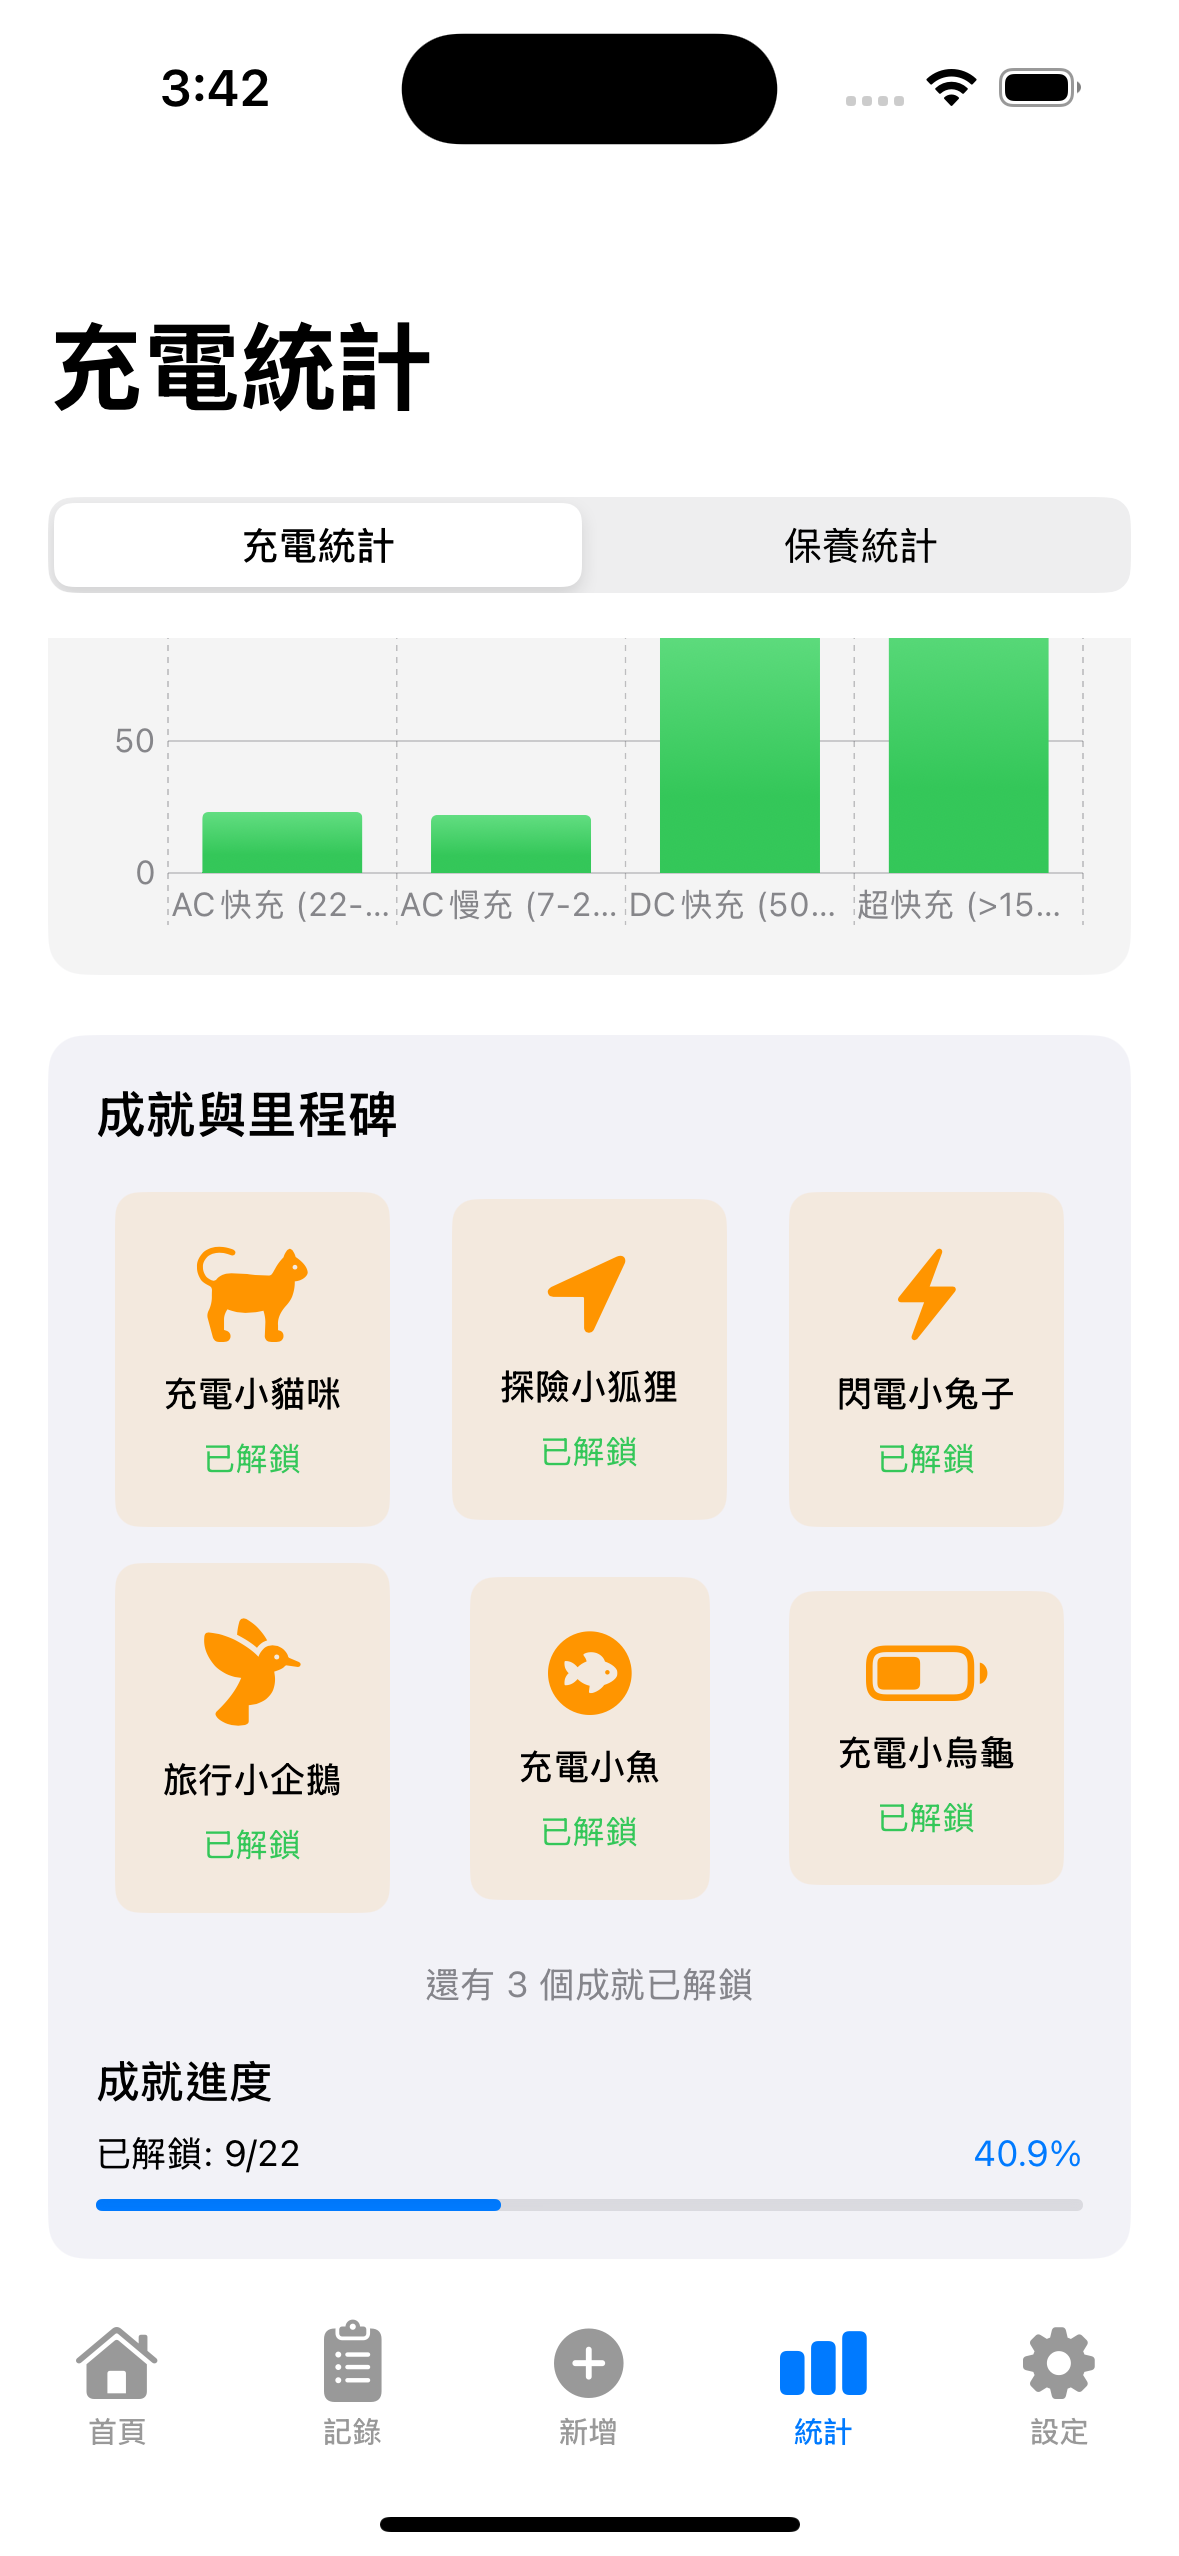 3:42
充電統計
充電統計 保養統計
50
0
AC 快充 (22-... AC 慢充 (7-2... DC 快充 (50... 超快充 (>15...
成就與里程碑
充電小貓咪 探險小狐狸 閃電小兔子
已解鎖 已解鎖 已解鎖
旅行小企鵝 充電小魚 充電小烏龜
已解鎖 已解鎖 已解鎖
還有 3 個成就已解鎖
成就進度
已解鎖: 9/22 40.9%
首頁 記錄 新增 統計 設定